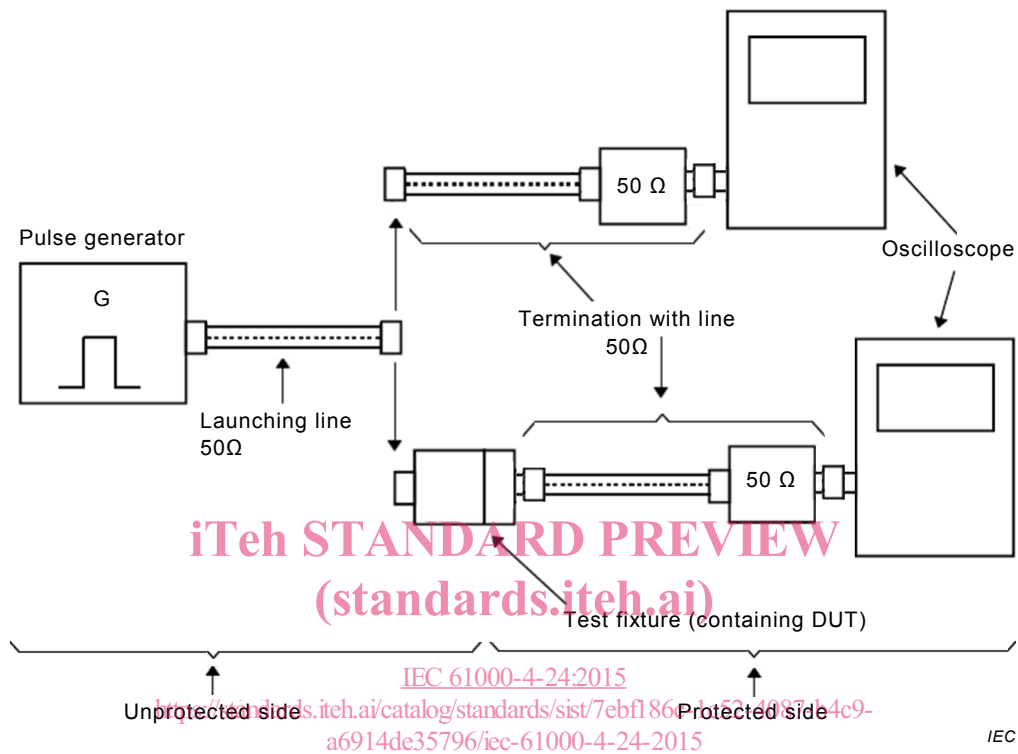 50 Ω
Pulse generator
Oscilloscope
G
Termination with line
50Ω
Launching line
50Ω
50 Ω
iTeh STANDARD PREVIEW
(standards.iteh.ai)
Test fixture (containing DUT)
IEC 61000-4-24:2015
Unprotected side
Protected side
a6914de35796/iec-61000-4-24-2015
IEC